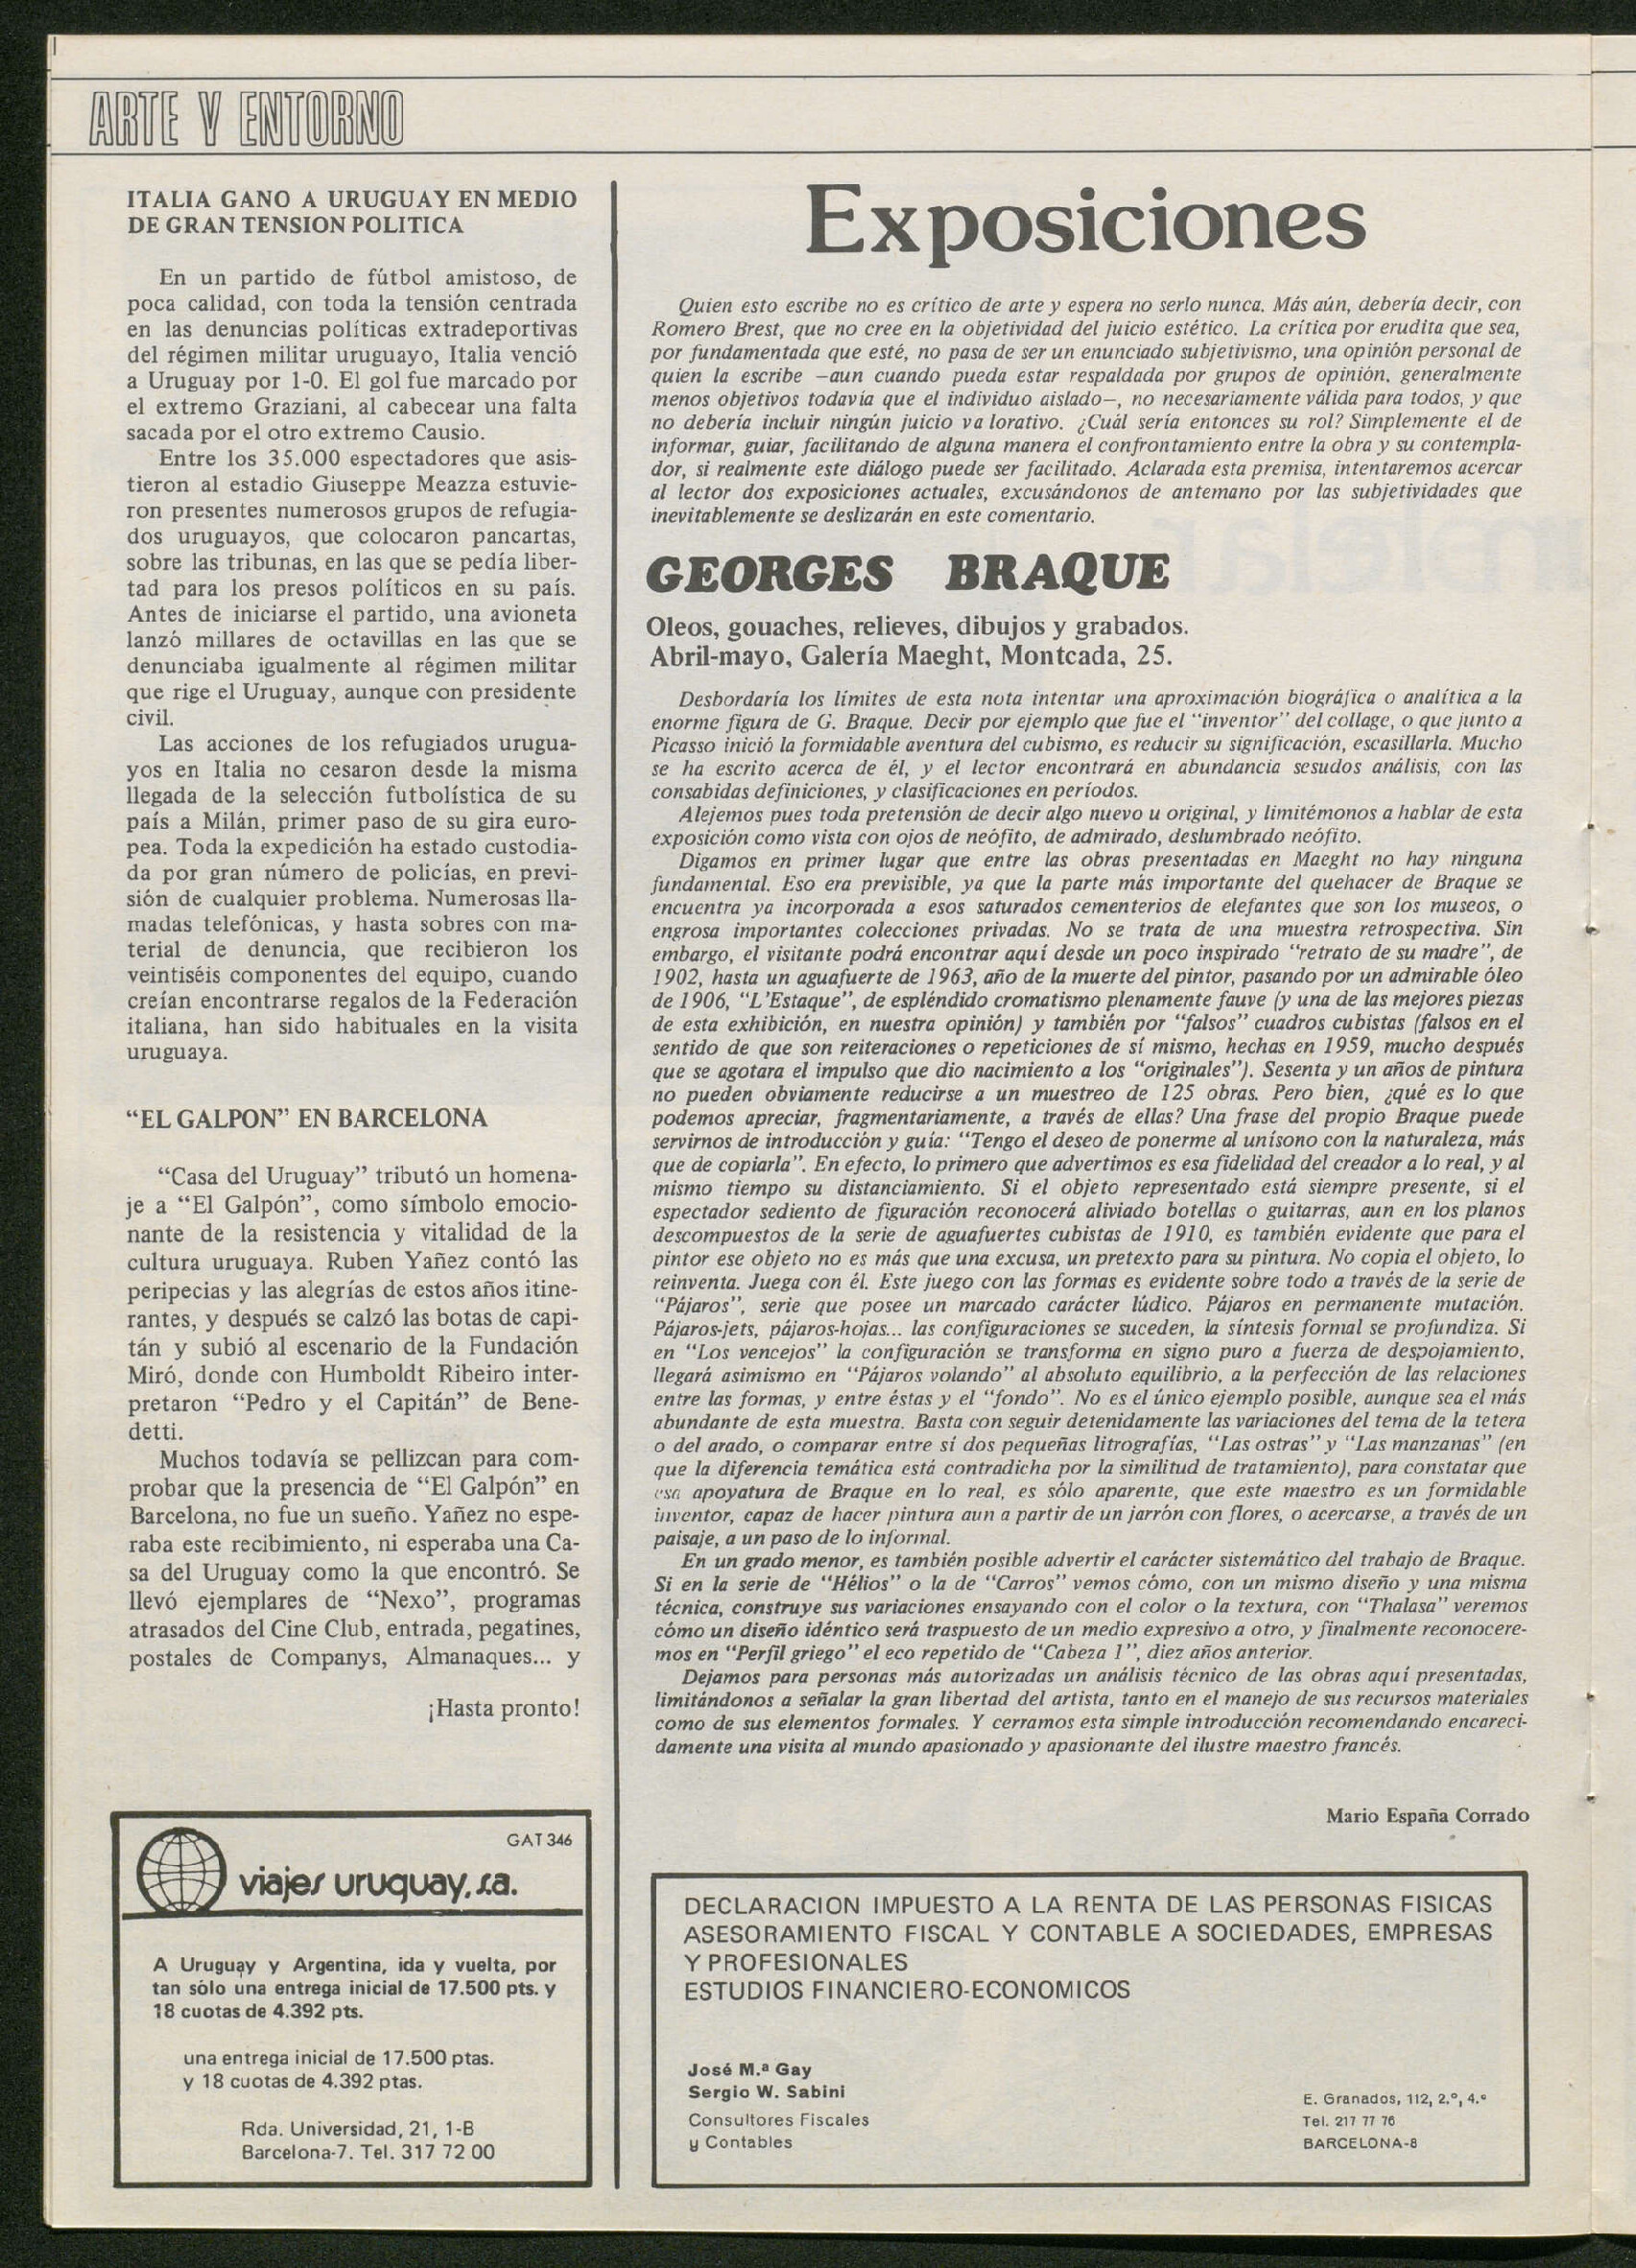 ARTE Y ENTORNO
ITALIA GANO A URUGUAY EN MEDIO
DE GRAN TENSION POLITICA
En un partido de fútbol amistoso, de
poca calidad, con toda la tensión centrada
en las denuncias políticas extradeportivas
del régimen militar uruguayo, Italia venció
a Uruguay por 1-0. El gol fue marcado por
el extremo Graziani, al cabecear una falta
sacada por el otro extremo Causio.
Entre los 35.000 espectadores que asis-
tieron al estadio Giuseppe Meazza estuvie-
ron presentes numerosos grupos de refugia-
dos uruguayos, que colocaron pancartas,
sobre las tribunas, en las que se pedía liber-
tad para los presos políticos en su país.
Antes de iniciarse el partido, una avioneta
lanzó millares de octavillas en las que se
denunciaba igualmente al régimen militar
que rige el Uruguay, aunque con presidente
civil.
Las acciones de los refugiados urugua-
yos en Italia no cesaron desde la misma
llegada de la selección futbolística de su
país a Milán, primer paso de su gira euro-
pea. Toda la expedición ha estado custodia-
da por gran número de policías, en previ-
sión de cualquier problema. Numerosas lla-
madas telefónicas, y hasta sobres con ma-
terial de denuncia, que recibieron los
veintiséis componentes del equipo, cuando
creían encontrarse regalos de la Federación
italiana, han sido habituales en la visita
uruguaya.
“EL GALPON” EN BARCELONA
“Casa del Uruguay” tributó un homena-
je a “El Galpón”, como símbolo emocio-
nante de la resistencia y vitalidad de la
cultura uruguaya. Ruben Yañez contó las
peripecias y las alegrías de estos años itine-
rantes, y después se calzó las botas de capi-
tán y subió al escenario de la Fundación
Miró, donde con Humboldt Ribeiro inter-
pretaron “Pedro y el Capitán” de Bene-
detti.
Muchos todavía se pellizcan para com-
probar que la presencia de “El Galpón” en
Barcelona, no fue un sueño. Yañez no espe-
raba este recibimiento, ni esperaba una Ca-
sa del Uruguay como la que encontró. Se
llevó ejemplares de “Nexo”, programas
atrasados del Cine Club, entrada, pegatines,
postales de Companys, Almanaques... y
¡Hasta pronto!
GAT 346
viajes uruguay, s.a.
A Uruguay y Argentina, ida y vuelta, por
tan sólo una entrega inicial de 17.500 pts. y
18 cuotas de 4.392 pts.
una entrega inicial de 17.500 ptas.
y 18 cuotas de 4.392 ptas.
Rda. Universidad, 21, 1-B
Barcelona-7. Tel. 317 72 00
Exposiciones
Quien esto escribe no es crítico de arte y espera no serlo nunca. Más aún, debería decir, con
Romero Brest, que no cree en la objetividad del juicio estético. La crítica por erudita que sea,
por fundamentada que esté, no pasa de ser un enunciado subjetivismo, una opinión personal de
quien la escribe —aun cuando pueda estar respaldada por grupos de opinión, generalmente
menos objetivos todavía que el individuo aislado—, no necesariamente válida para todos, y que
no debería incluir ningún juicio va lorativo. ¿Cuál sería entonces su rol? Simplemente el de
informar, guiar, facilitando de alguna manera el confrontamiento entre la obra y su contempla-
dor, si realmente este diálogo puede ser facilitado. Aclarada esta premisa, intentaremos acercar
al lector dos exposiciones actuales, excusándonos de antemano por las subjetividades que
inevitablemente se deslizarán en este comentario.
GEORGES BRAQUE
Oleos, gouaches, relieves, dibujos y grabados.
Abril-mayo, Galería Maeght, Montcada, 25.
Desbordaría los límites de esta nota intentar una aproximación biográfica o analítica a la
enorme figura de G. Braque. Decir por ejemplo que fue el “inventor” del collage, o que junto a
Picasso inició la formidable aventura del cubismo, es reducir su significación, escasillarla. Mucho
se ha escrito acerca de él, y el lector encontrará en abundancia sesudos análisis, con las
consabidas definiciones, y clasificaciones en períodos.
Alejemos pues toda pretensión de decir algo nuevo u original, y limitémonos a hablar de esta
exposición como vista con ojos de neófito, de admirado, deslumbrado neófito.
Digamos en primer lugar que entre las obras presentadas en Maeght no hay ninguna
fundamental. Eso era previsible, ya que la parte más importante del quehacer de Braque se
encuentra ya incorporada a esos saturados cementerios de elefantes que son los museos, o
engrosa importantes colecciones privadas. No se trata de una muestra retrospectiva. Sin
embargo, el visitante podrá encontrar aquí desde un poco inspirado “retrato de su madre”, de
1902, hasta un aguafuerte de 1963, año de la muerte del pintor, pasando por un admirable óleo
de 1906, “L'Estaque”, de espléndido cromatismo plenamente fauve (y una de las mejores piezas
de esta exhibición, en nuestra opinión) y también por “falsos” cuadros cubistas (falsos en el
sentido de que son reiteraciones o repeticiones de sí mismo, hechas en 1959, mucho después
que se agotara el impulso que dio nacimiento a los “originales”). Sesenta y un años de pintura
no pueden obviamente reducirse a un muestreo de 125 obras. Pero bien, ¿qué es lo que
podemos apreciar, fragmentariamente, a través de ellas? Una frase del propio Braque puede
servirnos de introducción y guía: “Tengo el deseo de ponerme al unísono con la naturaleza, más
que de copiarla”. En efecto, lo primero que advertimos es esa fidelidad del creador a lo real, y al
mismo tiempo su distanciamiento. Si el objeto representado está siempre presente, si el
espectador sediento de figuración reconocerá aliviado botellas o guitarras, aun en los planos
descompuestos de la serie de aguafuertes cubistas de 1910, es también evidente que para el
pintor ese objeto no es más que una excusa, un pretexto para su pintura. No copia el objeto, lo
reinventa. Juega con él. Este juego con las formas es evidente sobre todo a través de la serie de
“Pájaros”, serie que posee un marcado carácter lúdico. Pájaros en permanente mutación.
Pájaros-jets, pájaros-hojas... las configuraciones se suceden, la síntesis formal se profundiza. Si
en “Los vencejos” la configuración se transforma en signo puro a fuerza de despojamiento,
llegará asimismo en “Pájaros volando” al absoluto equilibrio, a la perfección de las relaciones
entre las formas, y entre éstas y el “fondo”. No es el único ejemplo posible, aunque sea el más
abundante de esta muestra. Basta con seguir detenidamente las variaciones del tema de la tetera
o del arado, o comparar entre sí dos pequeñas litrografías, “Las ostras” y “Las manzanas” (en
que la diferencia temática está contradicha por la similitud de tratamiento), para constatar que
esa apoyatura de Braque en lo real, es sólo aparente, que este maestro es un formidable
inventor, capaz de hacer pintura aun a partir de un jarrón con flores, o acercarse, a través de un
paisaje, a un paso de lo informal.
En un grado menor, es también posible advertir el carácter sistemático del trabajo de Braque.
Si en la serie de “Hélios” o la de “Carros” vemos cómo, con un mismo diseño y una misma
técnica, construye sus variaciones ensayando con el color o la textura, con “Thalasa” veremos
cómo un diseño idéntico será traspuesto de un medio expresivo a otro, y finalmente reconocere-
mos en “Perfil griego” el eco repetido de “Cabeza 1”, diez años anterior.
Dejamos para personas más autorizadas un análisis técnico de las obras aquí presentadas,
limitándonos a señalar la gran libertad del artista, tanto en el manejo de sus recursos materiales
como de sus elementos formales. Y cerramos esta simple introducción recomendando encareci-
damente una visita al mundo apasionado y apasionante del ilustre maestro francés.
Mario España Corrado
DECLARACION IMPUESTO A LA RENTA DE LAS PERSONAS FISICAS
ASESORAMIENTO FISCAL Y CONTABLE A SOCIEDADES, EMPRESAS
Y PROFESIONALES
ESTUDIOS FINANCIERO-ECONOMICOS
José M.ª Gay
Sergio W. Sabini
Consultores Fiscales
y Contables
E. Granados, 112, 2.º, 4.ª
Tel. 217 77 76
BARCELONA-8